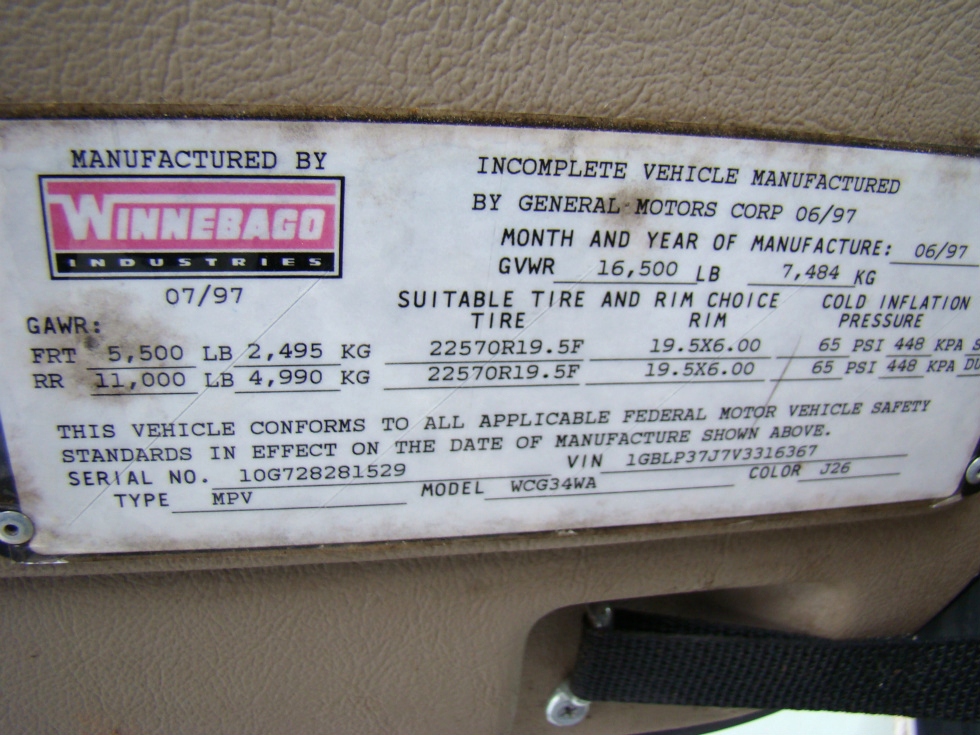 MANUFACTURED BY
WINNEBAGO
INDUSTRIES
07/97
INCOMPLETE VEHICLE MANUFACTURED
BY GENERAL MOTORS CORP 06/97
MONTH AND YEAR OF MANUFACTURE: 06/97
GVWR 16,500 LB 7,484 KG
SUITABLE TIRE AND RIM CHOICE COLD INFLATION
TIRE RIM PRESSURE
GAWR:
FRT 5,500 LB 2,495 KG 22570R19.5F 19.5X6.00 65 PSI 448 KPA
RR 11,000 LB 4,990 KG 22570R19.5F 19.5X6.00 65 PSI 448 KPA
THIS VEHICLE CONFORMS TO ALL APPLICABLE FEDERAL MOTOR VEHICLE SAFETY
STANDARDS IN EFFECT ON THE DATE OF MANUFACTURE SHOWN ABOVE.
SERIAL NO. 10G728281529 VIN 1GBLP37J7V3316367
TYPE MPV MODEL WCG34WA COLOR J26